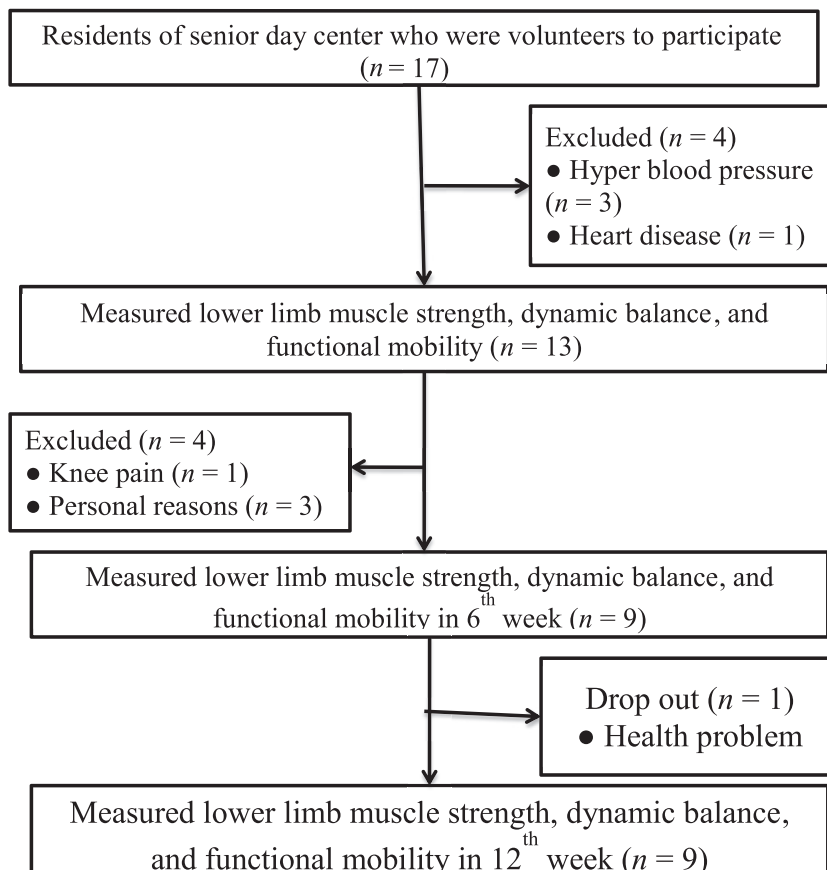 Residents of senior day center who were volunteers to participate
(n = 17)
Excluded (n = 4)
● Hyper blood pressure
(n = 3)
● Heart disease (n = 1)
Measured lower limb muscle strength, dynamic balance, and
functional mobility (n = 13)
Excluded (n = 4)
● Knee pain (n = 1)
● Personal reasons (n = 3)
Measured lower limb muscle strength, dynamic balance, and
functional mobility in 6th week (n = 9)
Drop out (n = 1)
● Health problem
Measured lower limb muscle strength, dynamic balance,
and functional mobility in 12th week (n = 9)